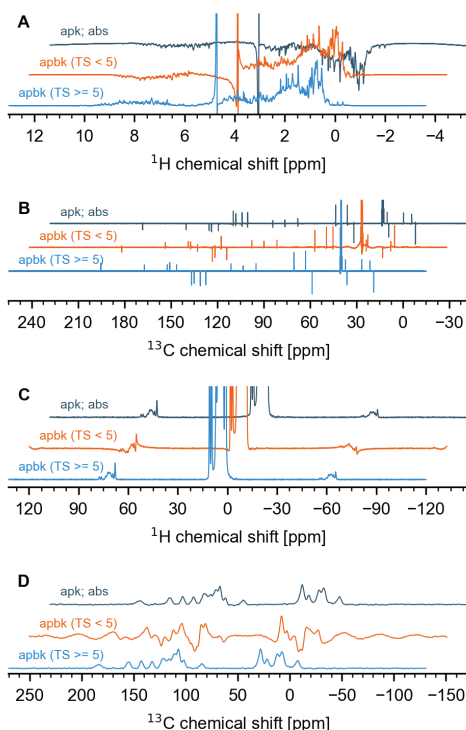 A
apk; abs
apbk (TS < 5)
apbk (TS >= 5)
12 10 8 6 4 2 0 −2 −4
1H chemical shift [ppm]
B
apk; abs
apbk (TS < 5)
apbk (TS >= 5)
240 210 180 150 120 90 60 30 0 −30
13C chemical shift [ppm]
C
apk; abs
apbk (TS < 5)
apbk (TS >= 5)
120 90 60 30 0 −30 −60 −90 −120
1H chemical shift [ppm]
D
apk; abs
apbk (TS < 5)
apbk (TS >= 5)
250 200 150 100 50 0 −50 −100 −150
13C chemical shift [ppm]